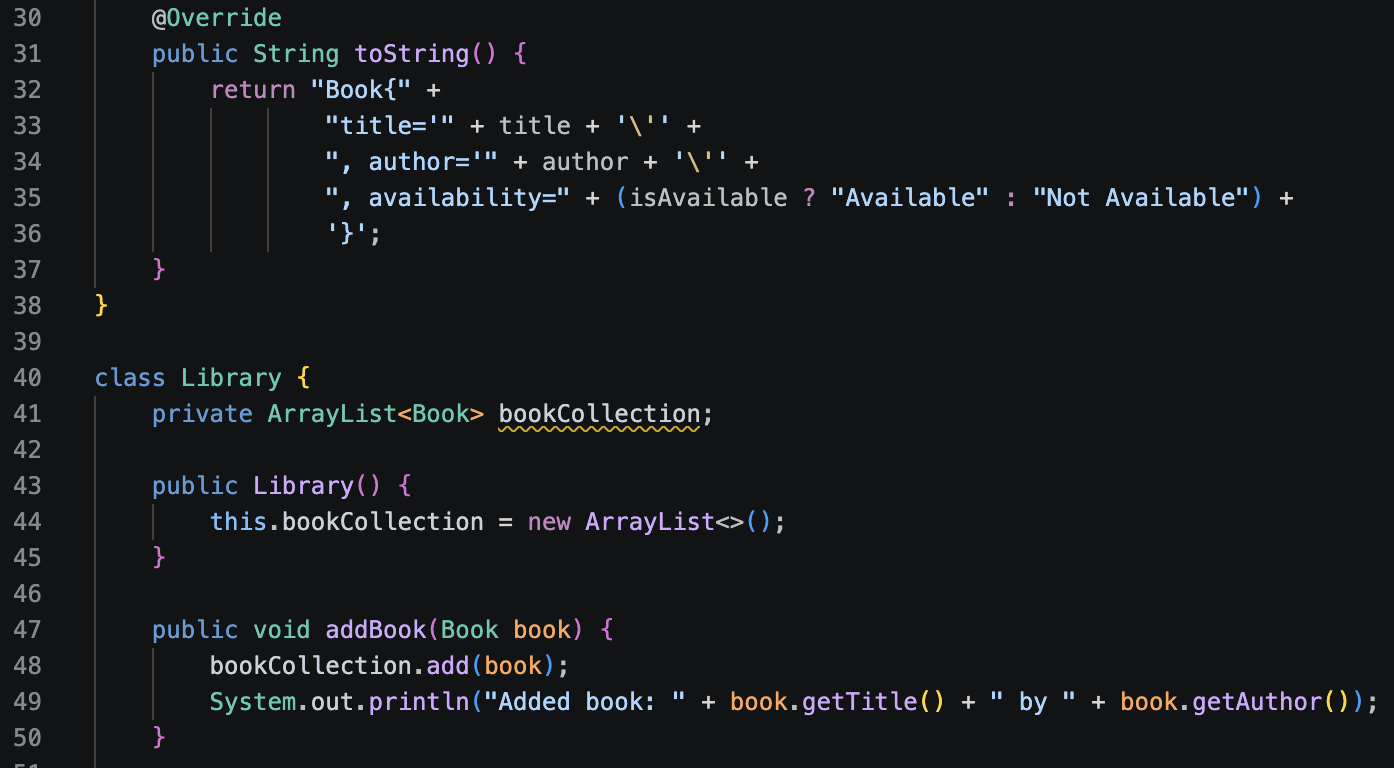 30 @Override
31 public String toString() {
32 return "Book{" +
33 "title='" + title + '\'' +
34 ", author='" + author + '\'' +
35 ", availability=" + (isAvailable ? "Available" : "Not Available") +
36 '}';
37 }
38 }
39
40 class Library {
41 private ArrayList<Book> bookCollection;
42
43 public Library() {
44 this.bookCollection = new ArrayList<>();
45 }
46
47 public void addBook(Book book) {
48 bookCollection.add(book);
49 System.out.println("Added book: " + book.getTitle() + " by " + book.getAuthor());
50 }
51